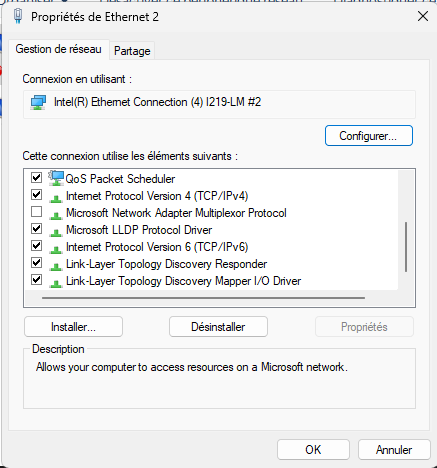 Propriétés de Ethernet 2
Gestion de réseau
Partage
Connexion en utilisant :
Intel(R) Ethernet Connection (4) I219-LM #2
Configurer...
Cette connexion utilise les éléments suivants :
QoS Packet Scheduler
Internet Protocol Version 4 (TCP/IPv4)
Microsoft Network Adapter Multiplexor Protocol
Microsoft LLDP Protocol Driver
Internet Protocol Version 6 (TCP/IPv6)
Link-Layer Topology Discovery Responder
Link-Layer Topology Discovery Mapper I/O Driver
Installer...
Désinstaller
Propriétés
Description
Allows your computer to access resources on a Microsoft network.
OK
Annuler